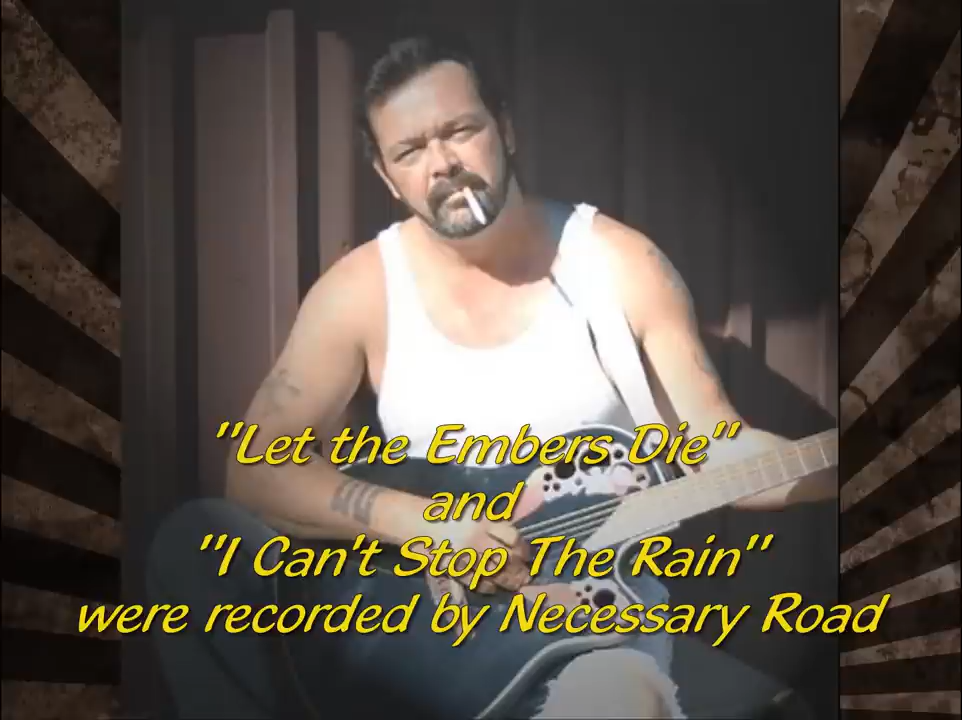 "Let the Embers Die"
and
"I Can't Stop The Rain"
were recorded by Necessary Road